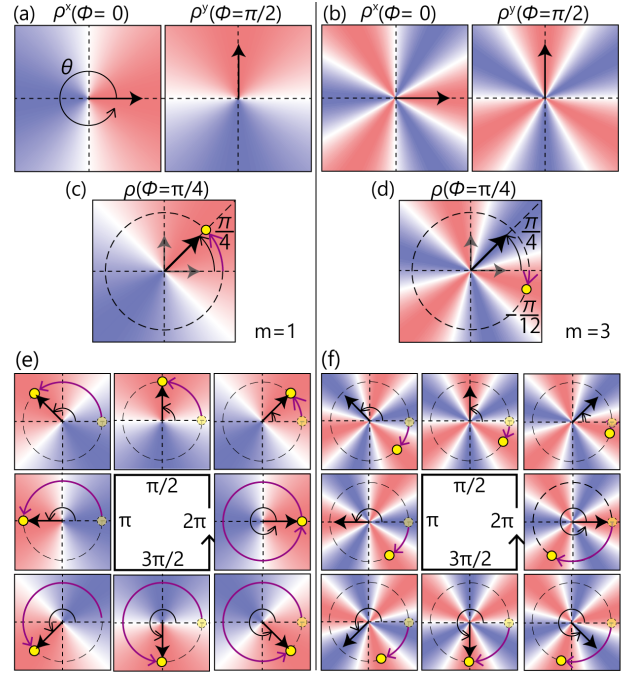 (a) ρˣ(Φ= 0) ρʸ(Φ=π/2) (b) ρˣ(Φ= 0) ρʸ(Φ=π/2)
θ
(c) ρ(Φ=π/4) (d) ρ(Φ=π/4)
π/4 π/4
-π/12
m=1 m=3
(e) (f)
π/2 π/2
π 2π π 2π
3π/2 3π/2